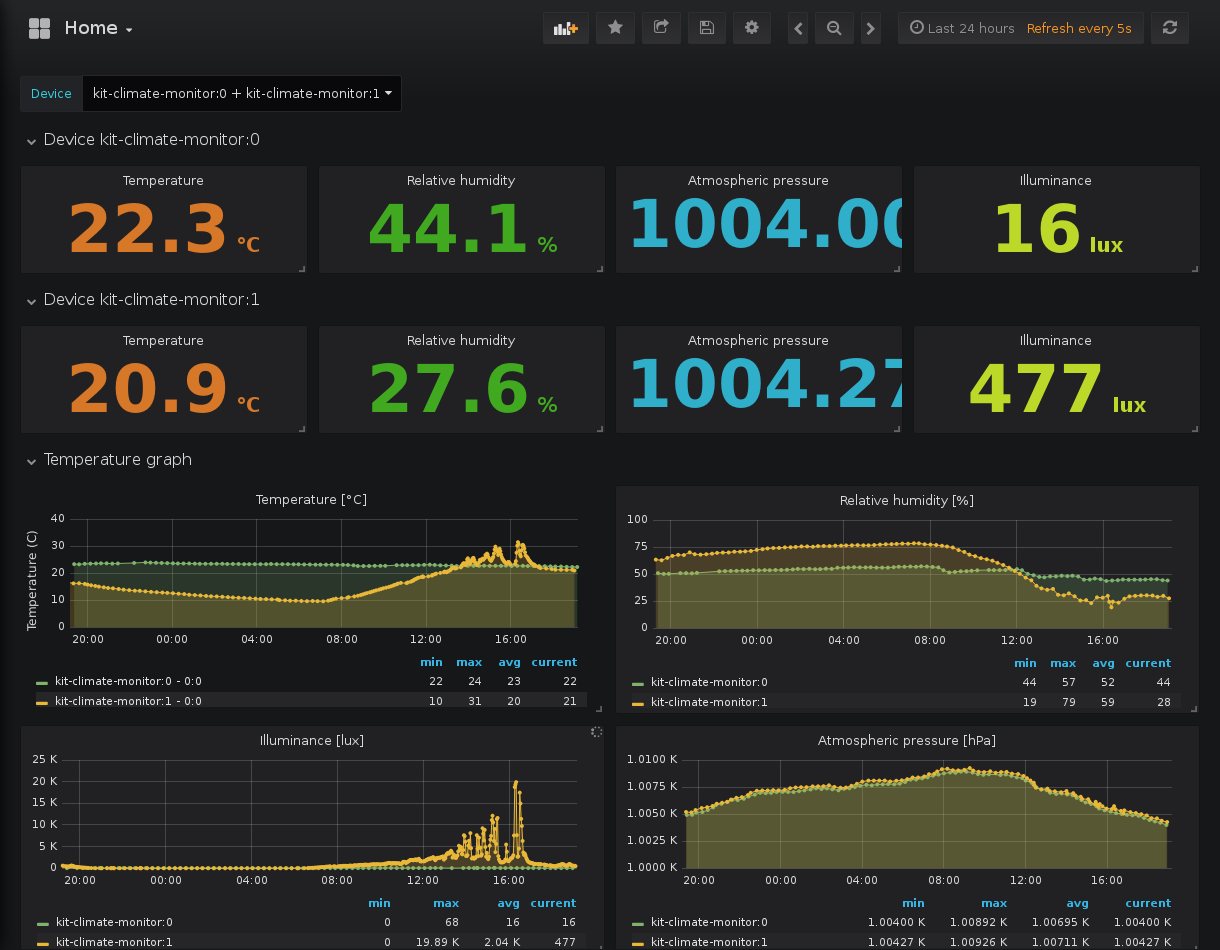 Home
Last 24 hours Refresh every 5s
Device kit-climate-monitor:0 + kit-climate-monitor:1
Device kit-climate-monitor:0
Temperature Relative humidity Atmospheric pressure Illuminance
22.3 °C 44.1 % 1004.00 16 lux
Device kit-climate-monitor:1
Temperature Relative humidity Atmospheric pressure Illuminance
20.9 °C 27.6 % 1004.27 477 lux
Temperature graph
Temperature [°C]
Temperature (C)
40
30
20
10
0
20:00 00:00 04:00 08:00 12:00 16:00
min max avg current
kit-climate-monitor:0 - 0:0 22 24 23 22
kit-climate-monitor:1 - 0:0 10 31 20 21
Relative humidity [%]
100
75
50
25
0
20:00 00:00 04:00 08:00 12:00 16:00
min max avg current
kit-climate-monitor:0 44 57 52 44
kit-climate-monitor:1 19 79 59 28
Illuminance [lux]
25 K
20 K
15 K
10 K
5 K
0
20:00 00:00 04:00 08:00 12:00 16:00
min max avg current
kit-climate-monitor:0 0 68 16 16
kit-climate-monitor:1 0 19.89 K 2.04 K 477
Atmospheric pressure [hPa]
1.0100 K
1.0075 K
1.0050 K
1.0025 K
1.0000 K
20:00 00:00 04:00 08:00 12:00 16:00
min max avg current
kit-climate-monitor:0 1.00400 K 1.00892 K 1.00695 K 1.00400 K
kit-climate-monitor:1 1.00427 K 1.00926 K 1.00711 K 1.00427 K